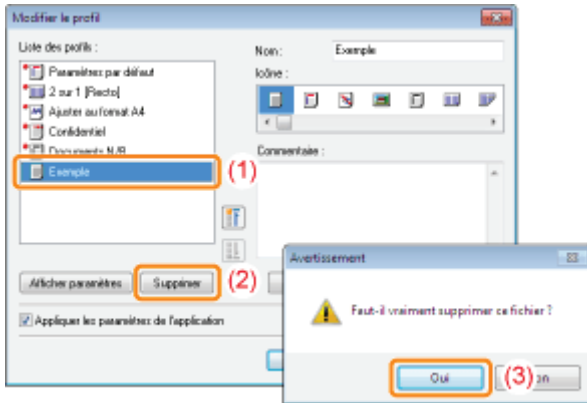 Modifier le profil
Liste des profils :
Paramètres par défaut
2 sur 1 [Recto]
Ajuster au format A4
Confidentiel
Documents N/B
Exemple
(1)
Nom :
Exemple
Icône :
Commentaire :
Afficher paramètres
Supprimer
(2)
Appliquer les paramètres de l'application
Avertissement
Faut-il vraiment supprimer ce fichier ?
Oui
(3)